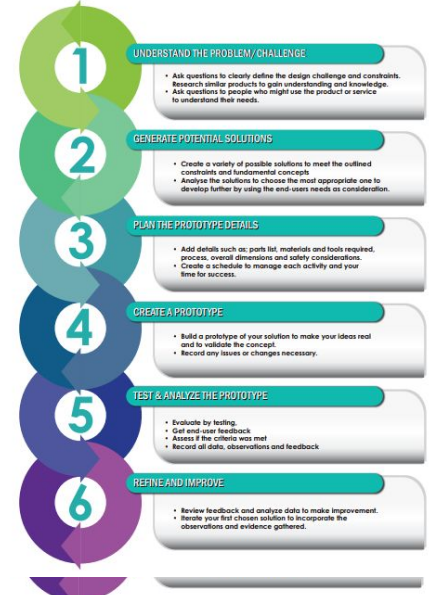 1
UNDERSTAND THE PROBLEM/CHALLENGE
• Ask questions to clearly define the design challenge and constraints.
Research similar products to gain understanding and knowledge.
• Ask questions to people who might use the product or service
to understand their needs.
2
GENERATE POTENTIAL SOLUTIONS
• Create a variety of possible solutions to meet the outlined
constraints and fundamental concepts
• Analyse the solutions to choose the most appropriate one to
develop further by using the end-users needs as consideration.
3
PLAN THE PROTOTYPE DETAILS
• Add details such as; parts list, materials and tools required,
process, overall dimensions and safety considerations.
• Create a schedule to manage each activity and your
time for success.
4
CREATE A PROTOTYPE
• Build a prototype of your solution to make your ideas real
and to validate the concept.
• Record any issues or changes necessary.
5
TEST & ANALYZE THE PROTOTYPE
• Evaluate by testing,
• Get end-user feedback
• Assess if the criteria was met
• Record all data, observations and feedback
6
REFINE AND IMPROVE
• Review feedback and analyze data to make improvement.
• Iterate your first chosen solution to incorporate the
observations and evidence gathered.